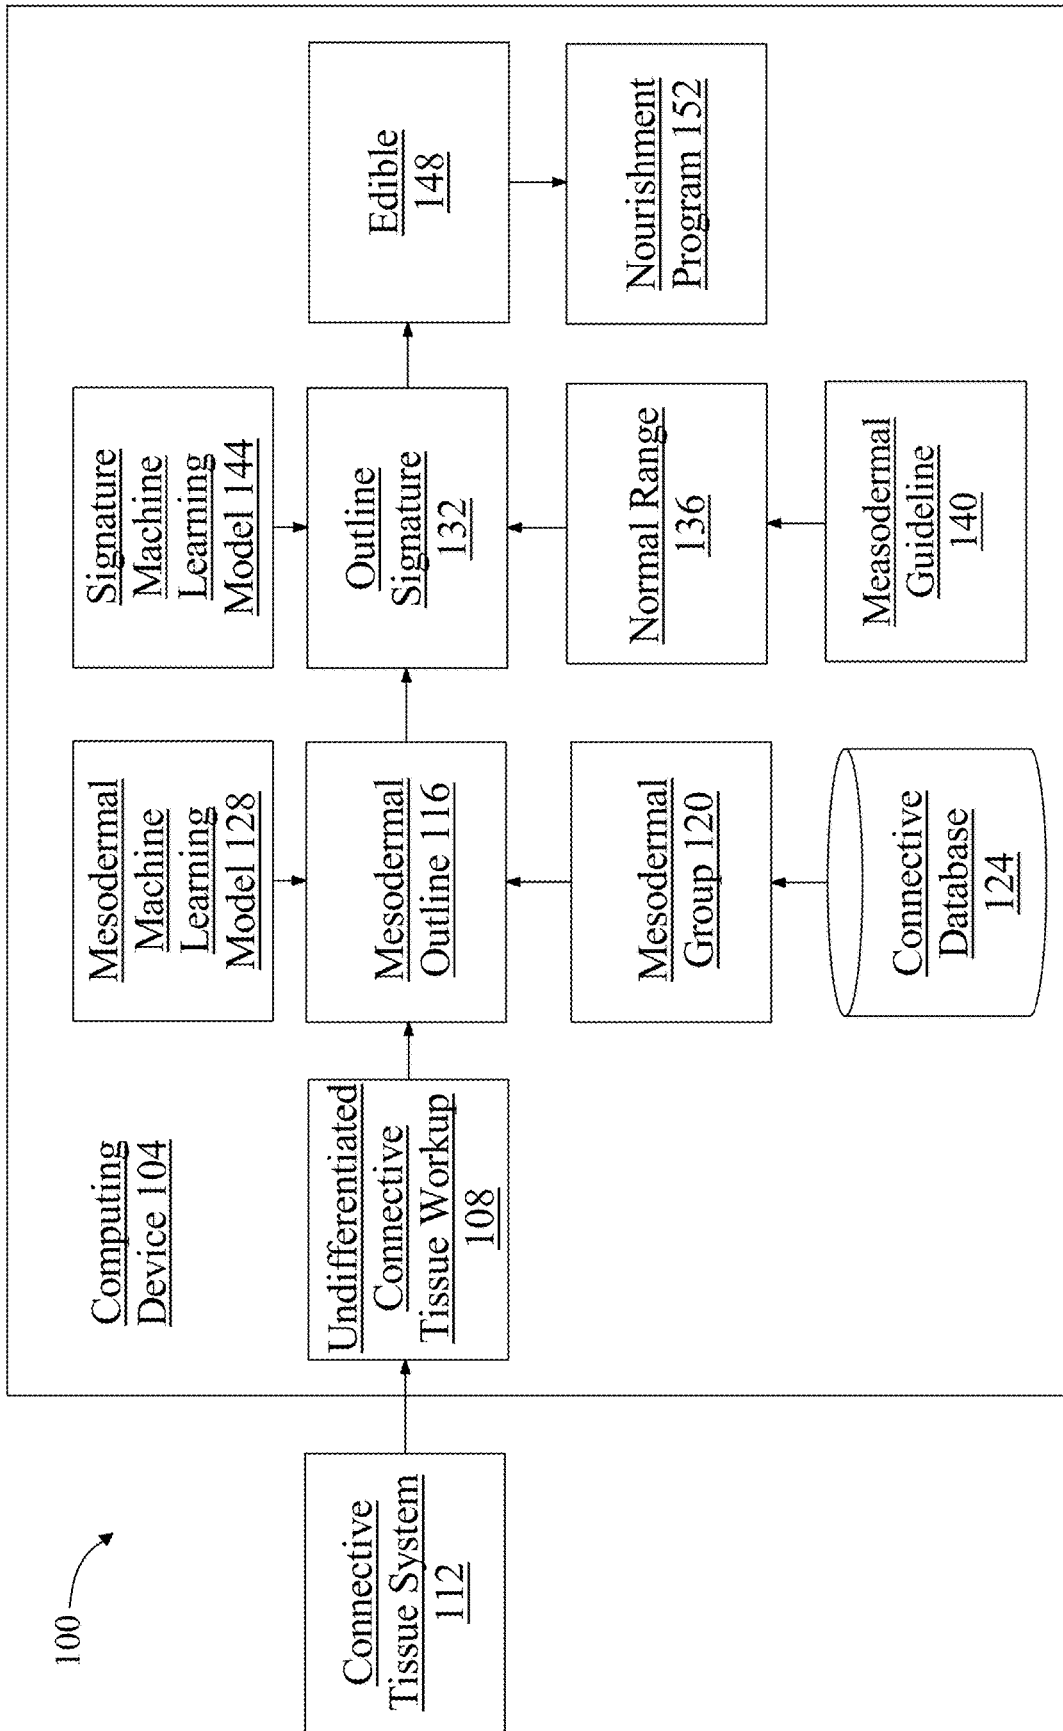 100
Computing
Device 104
Connective
Tissue System
112
Undifferentiated
Connective
Tissue Workup
108
Mesodermal
Machine
Learning
Model 128
Mesodermal
Outline 116
Mesodermal
Group 120
Connective
Database
124
Signature
Machine
Learning
Model 144
Outline
Signature
132
Normal Range
136
Measodermal
Guideline
140
Edible
148
Nourishment
Program 152